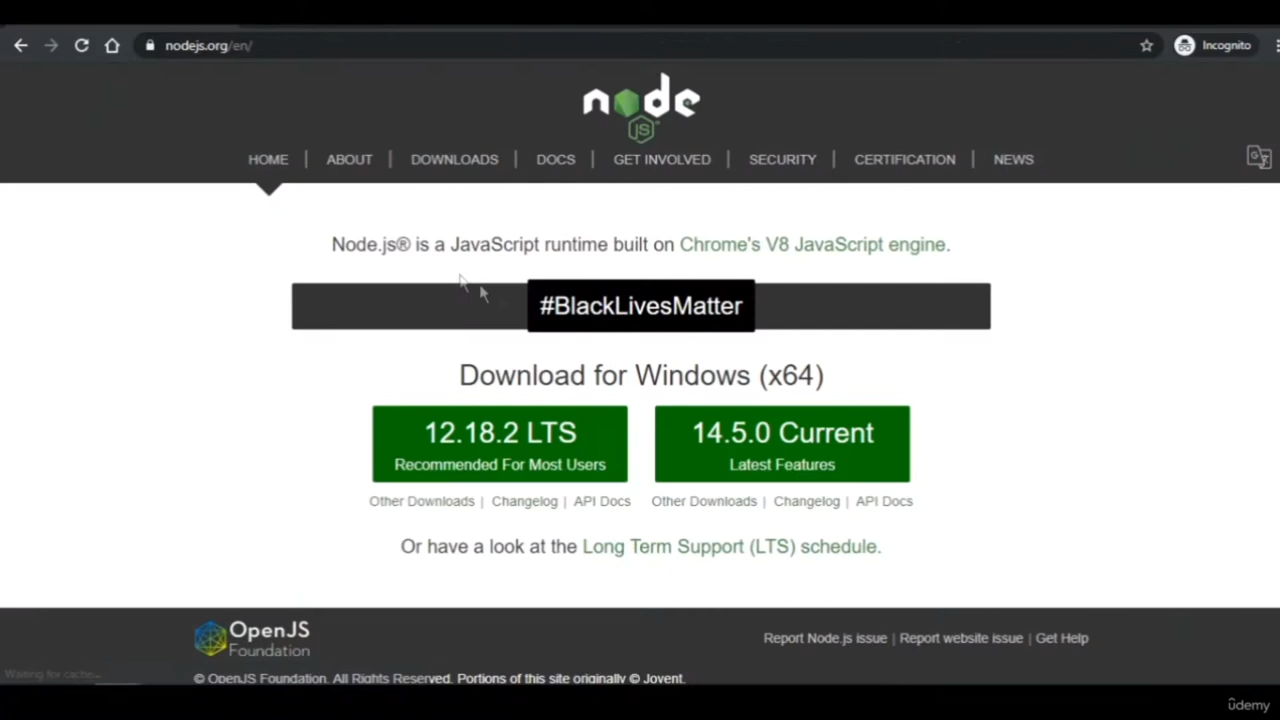 nodejs.org/en/
Incognito
node
JS
HOME | ABOUT | DOWNLOADS | DOCS | GET INVOLVED | SECURITY | CERTIFICATION | NEWS
Node.js® is a JavaScript runtime built on Chrome's V8 JavaScript engine.
#BlackLivesMatter
Download for Windows (x64)
12.18.2 LTS
Recommended For Most Users
14.5.0 Current
Latest Features
Other Downloads | Changelog | API Docs
Other Downloads | Changelog | API Docs
Or have a look at the Long Term Support (LTS) schedule.
OpenJS
Foundation
Report Node.js issue | Report website issue | Get Help
Waiting for cache...
© OpenJS Foundation. All Rights Reserved. Portions of this site originally © Joyent.
ûdemy